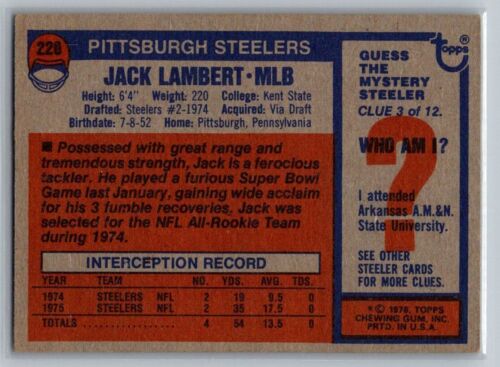 220
PITTSBURGH STEELERS
JACK LAMBERT • MLB
Height: 6'4" Weight: 220 College: Kent State
Drafted: Steelers #2-1974 Acquired: Via Draft
Birthdate: 7-8-52 Home: Pittsburgh, Pennsylvania
■ Possessed with great range and
tremendous strength, Jack is a ferocious
tackler. He played a furious Super Bowl
Game last January, gaining wide acclaim
for his 3 fumble recoveries. Jack was
selected for the NFL All-Rookie Team
during 1974.
INTERCEPTION RECORD
YEAR TEAM NO. YDS. AVG. TDS
1974 STEELERS NFL 2 19 9.5 0
1975 STEELERS NFL 2 35 17.5 0
TOTALS 4 54 13.5 0
topps
GUESS
THE
MYSTERY
STEELER
CLUE 3 of 12.
?
WHO AM I?
I attended
Arkansas A.M.&N.
State University.
SEE OTHER
STEELER CARDS
FOR MORE CLUES.
* © 1976, TOPPS
CHEWING GUM, INC.
PRTD. IN U.S.A.